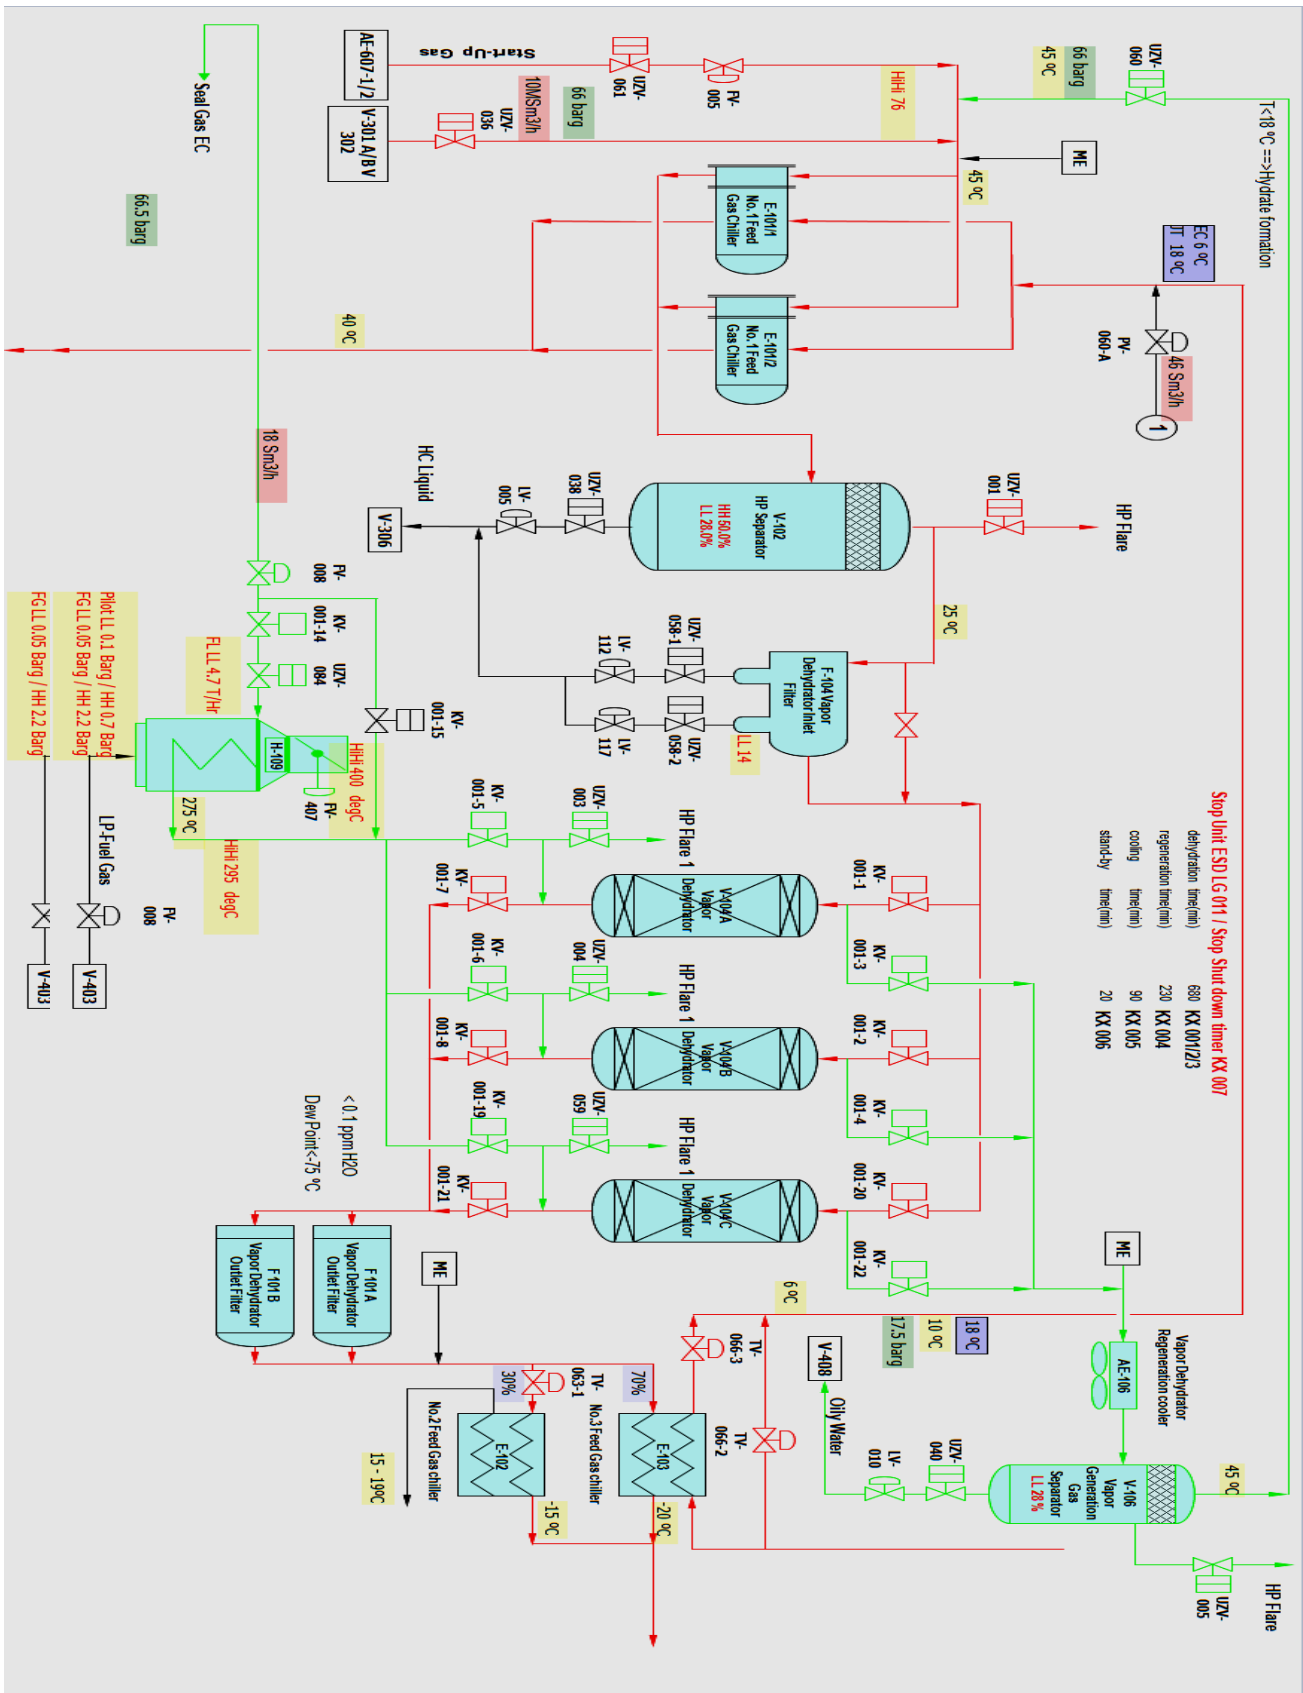 AE-607-1/2
Start-Up Gas
UZV-
061
FV-
005
V-301 A/BV
302
UZV-
036
10MSm3/h
66 barg
HiHi 76
45 ºC
66 barg
UZV-
060
T<18 ºC ==>Hydrate formation
ME
45 ºC
Seal Gas EC
66.5 barg
E-101/1
No.1 Feed
Gas Chiller
E-101/2
No.1 Feed
Gas Chiller
EC 6 ºC
JT 18 ºC
PV-
060-A
46 Sm3/h
1
40 ºC
18 Sm3/h
HC Liquid
V-306
LV-
005
UZV-
038
V-102
HP Separator
HH 50.0%
LL 28.0%
UZV-
001
HP Flare
25 ºC
FV-
008
KV-
001-14
UZV-
084
FL LL 4.7 T/Hr
KV-
001-15
LV-
112
UZV-
058-1
LV-
117
UZV-
058-2
F-104 Vapor
Dehydrator Inlet
Filter
LL 14
Pilot LL 0.1 Barg / HH 0.7 Barg
FG LL 0.05 Barg / HH 2.2 Barg
FG LL 0.05 Barg / HH 2.2 Barg
H-109
FV-
407
HiHi 400 degC
275 ºC
HiHi 295 degC
LP-Fuel Gas
FV-
008
V-403
V-403
Stop Unit ESD LG 011 / Stop Shut down timer KX 007
dehydration time(min) 680 KX 001/2/3
regeneration time(min) 230 KX 004
cooling time(min) 90 KX 005
stand-by time(min) 20 KX 006
KV-
001-5
UZV-
003
HP Flare 1
KV-
001-7
V-104/A
Vapor
Dehydrator
KV-
001-1
KV-
001-3
KV-
001-6
UZV-
004
HP Flare 1
KV-
001-8
V-104/B
Vapor
Dehydrator
KV-
001-2
KV-
001-4
KV-
001-19
UZV-
059
HP Flare 1
KV-
001-21
V-104/C
Vapor
Dehydrator
KV-
001-20
KV-
001-22
< 0.1 ppm H2O
Dew Point<-75 ºC
F 101 B
Vapor Dehydrator
Outlet Filter
F 101 A
Vapor Dehydrator
Outlet Filter
ME
ME
Vapor Dehydrator
Regeneration cooler
AE-106
6 ºC
17.5 barg
10 ºC
18 ºC
30%
TV-
063-1
70%
TV-
066-3
TV-
066-2
V-408
Oily Water
LV-
010
UZV-
040
V-106
Vapor
Generation
Gas
Separator
LL 28 %
45 ºC
UZV-
005
HP Flare
E-102
No.2 Feed Gas chiller
15 - 19ºC
No.3 Feed Gas chiller
E-103
-15 ºC
-20 ºC